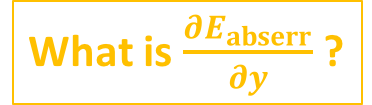 What is ∂E_abserr/∂y ?